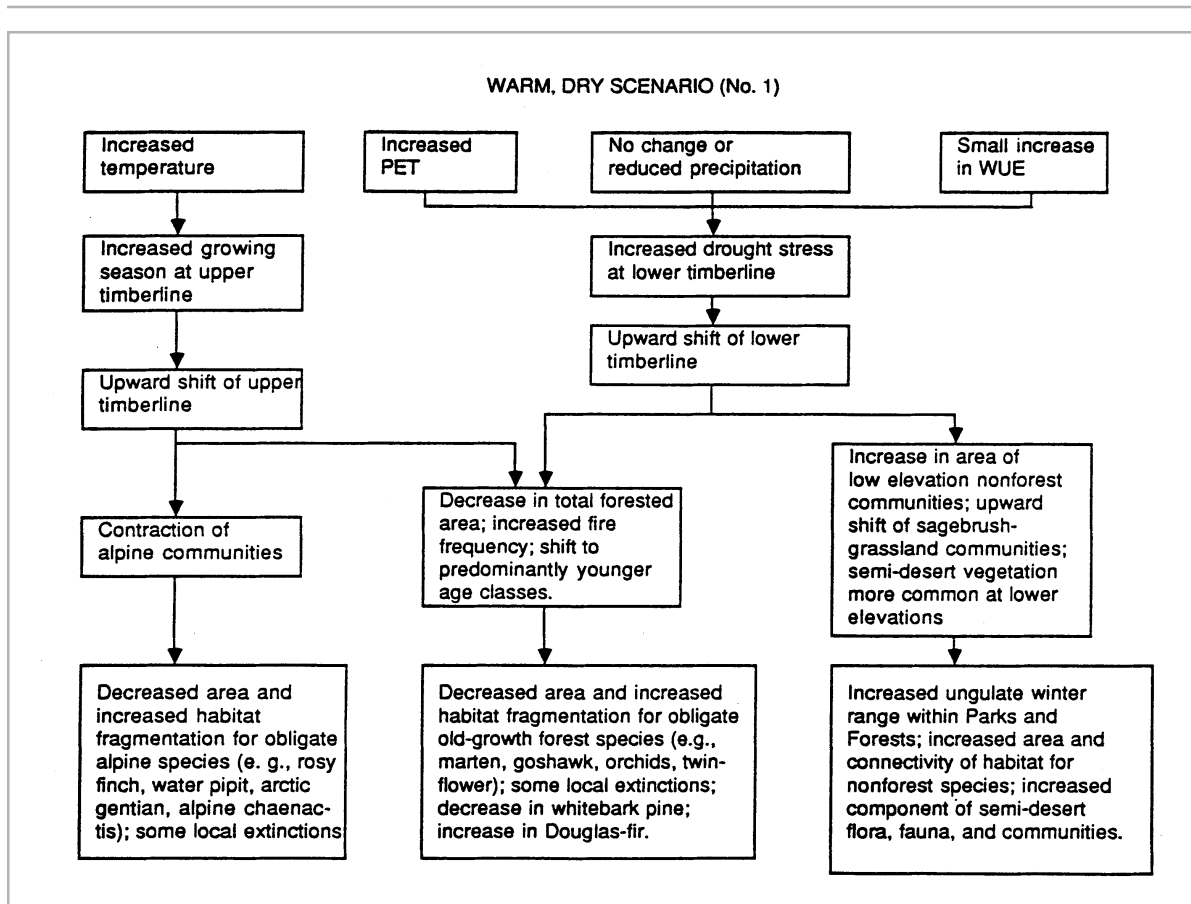 WARM, DRY SCENARIO (No. 1)
Increased
temperature
Increased
PET
No change or
reduced precipitation
Small increase
in WUE
Increased growing
season at upper
timberline
Increased drought stress
at lower timberline
Upward shift of lower
timberline
Upward shift of upper
timberline
Increase in area of
low elevation nonforest
communities; upward
shift of sagebrush-
grassland communities;
semi-desert vegetation
more common at lower
elevations
Decrease in total forested
area; increased fire
frequency; shift to
predominantly younger
age classes.
Contraction of
alpine communities
Decreased area and
increased habitat
fragmentation for obligate
alpine species (e. g., rosy
finch, water pipit, arctic
gentian, alpine chaenac-
tis); some local extinctions
Decreased area and increased
habitat fragmentation for obligate
old-growth forest species (e.g.,
marten, goshawk, orchids, twin-
flower); some local extinctions;
decrease in whitebark pine;
increase in Douglas-fir.
Increased ungulate winter
range within Parks and
Forests; increased area and
connectivity of habitat for
nonforest species; increased
component of semi-desert
flora, fauna, and communities.